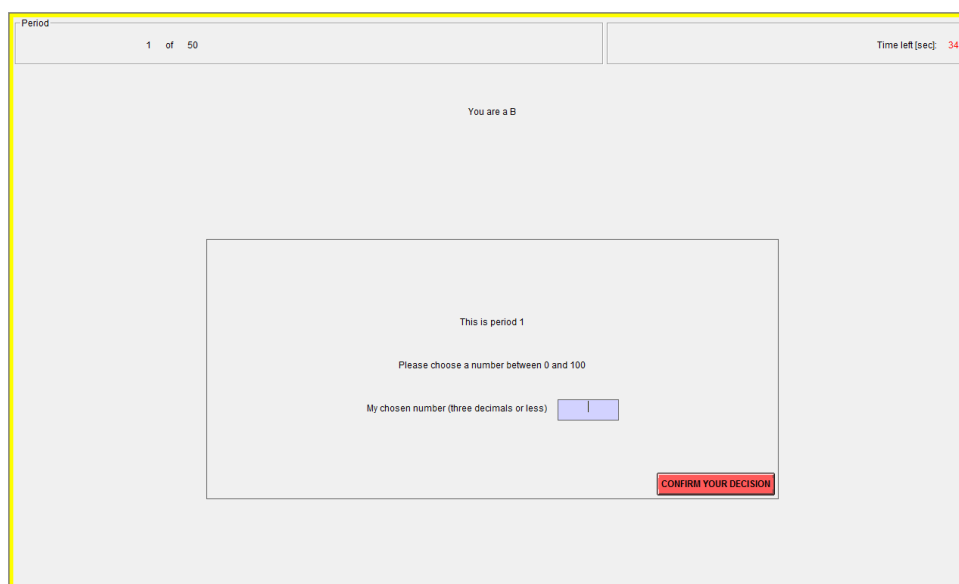 Period
1 of 50
Time left [sec]: 34
You are a B
This is period 1
Please choose a number between 0 and 100
My chosen number (three decimals or less)
CONFIRM YOUR DECISION